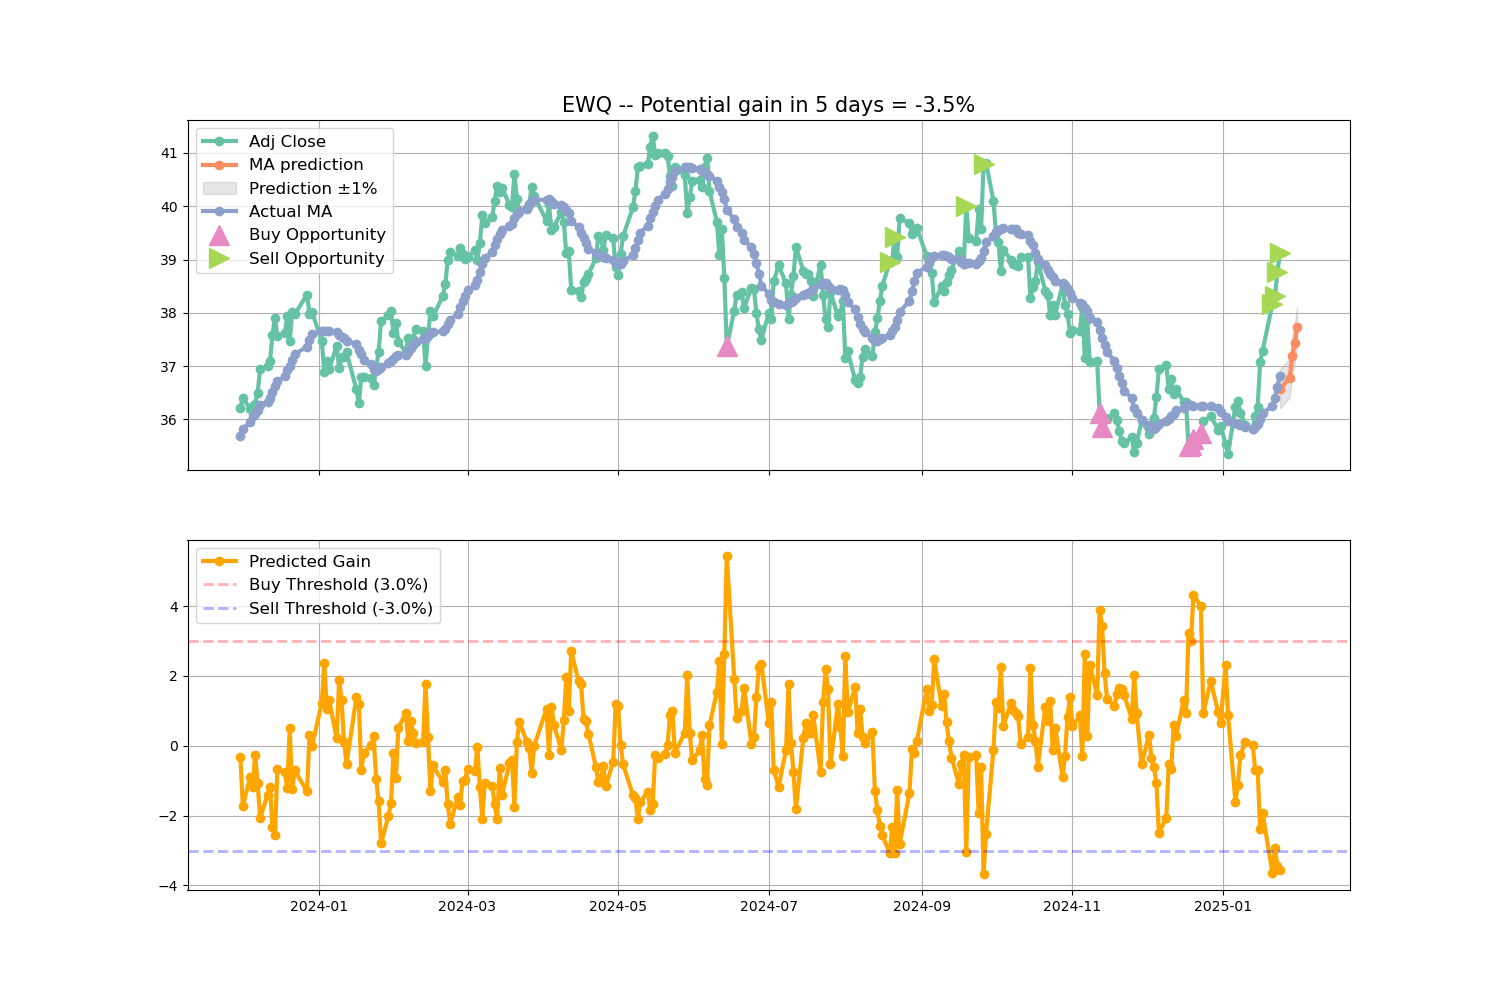 EWQ -- Potential gain in 5 days = -3.5%
Adj Close
MA prediction
Prediction ±1%
Actual MA
Buy Opportunity
Sell Opportunity
41
40
39
38
37
36
Predicted Gain
Buy Threshold (3.0%)
Sell Threshold (-3.0%)
4
2
0
−2
−4
2024-01 2024-03 2024-05 2024-07 2024-09 2024-11 2025-01